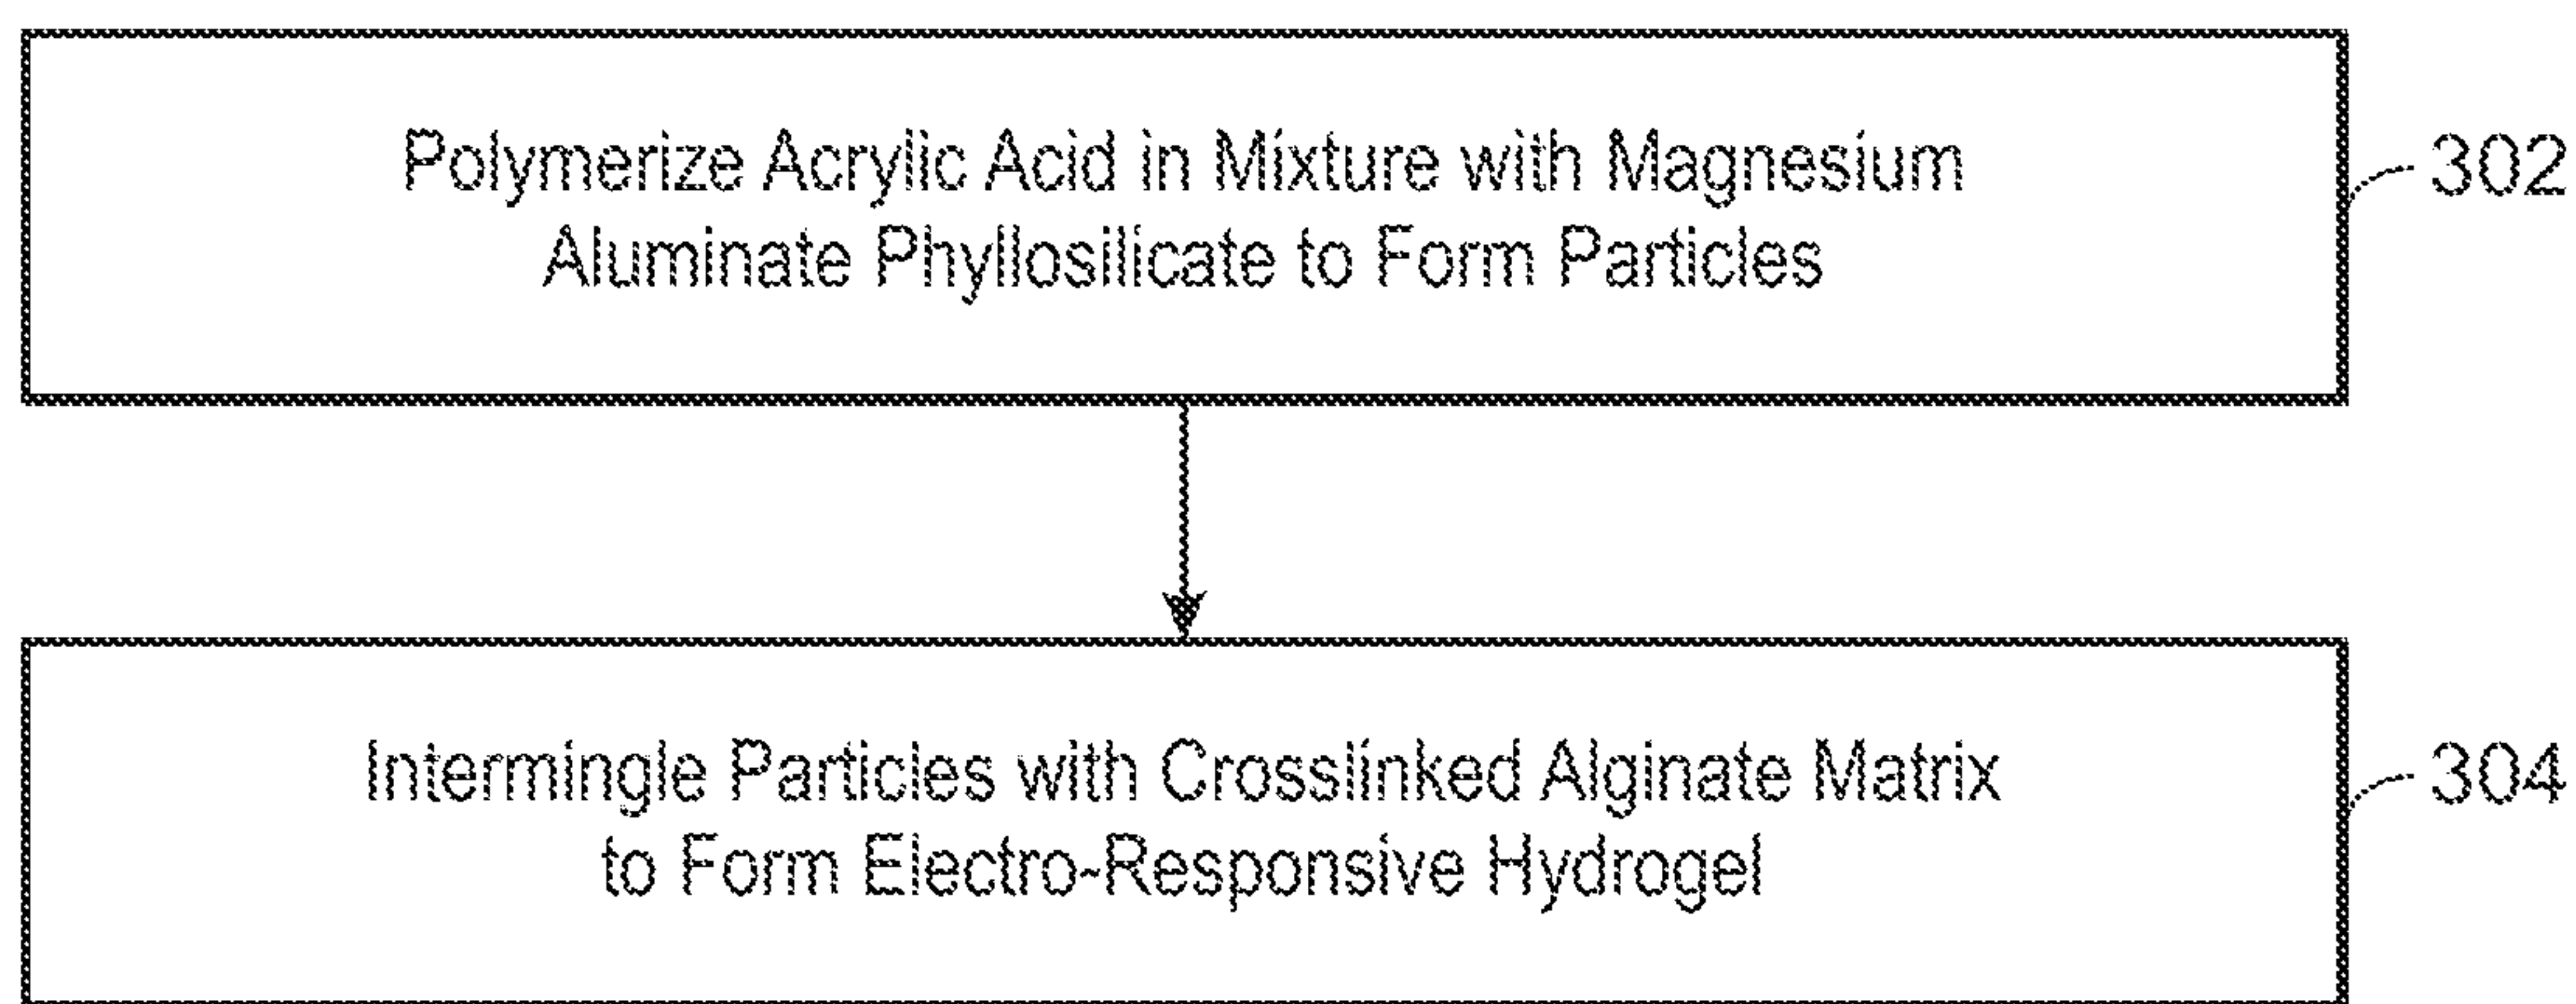 Polymerize Acrylic Acid in Mixture with Magnesium
Aluminate Phyllosilicate to Form Particles
302
Intermingle Particles with Crosslinked Alginate Matrix
to Form Electro-Responsive Hydrogel
304